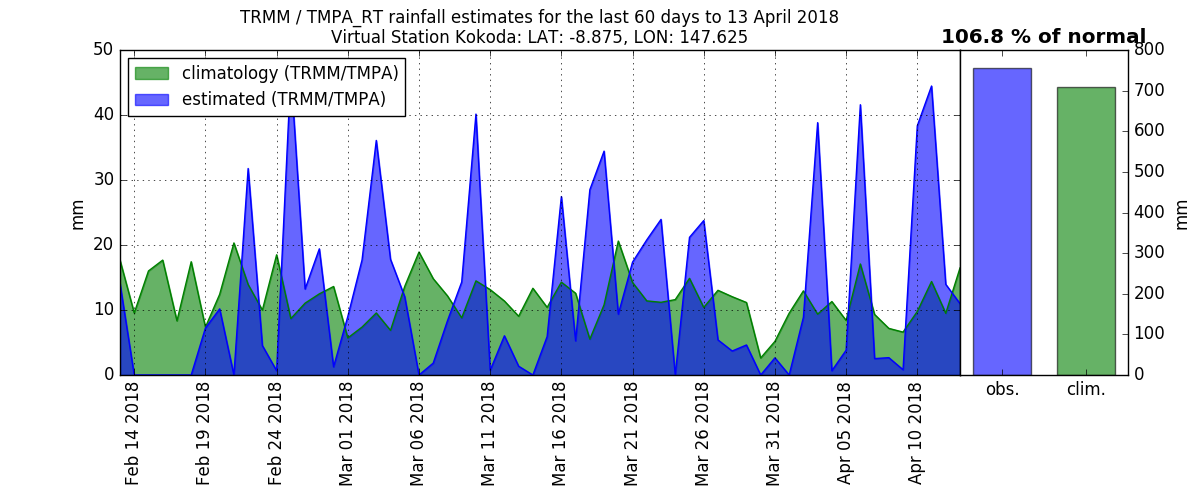 TRMM / TMPA_RT rainfall estimates for the last 60 days to 13 April 2018
Virtual Station Kokoda: LAT: -8.875, LON: 147.625
106.8 % of normal
climatology (TRMM/TMPA)
estimated (TRMM/TMPA)
mm
50
40
30
20
10
0
Feb 14 2018
Feb 19 2018
Feb 24 2018
Mar 01 2018
Mar 06 2018
Mar 11 2018
Mar 16 2018
Mar 21 2018
Mar 26 2018
Mar 31 2018
Apr 05 2018
Apr 10 2018
obs.
clim.
800
700
600
500
400
300
200
100
0
mm